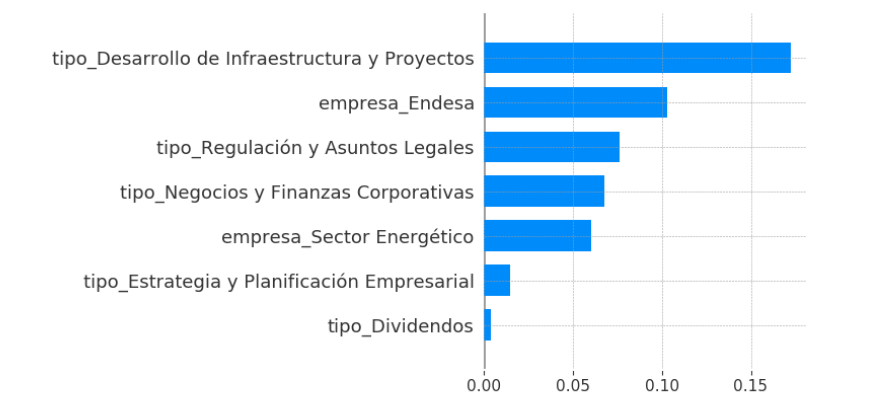 tipo_Desarrollo de Infraestructura y Proyectos
empresa_Endesa
tipo_Regulación y Asuntos Legales
tipo_Negocios y Finanzas Corporativas
empresa_Sector Energético
tipo_Estrategia y Planificación Empresarial
tipo_Dividendos
0.00 0.05 0.10 0.15